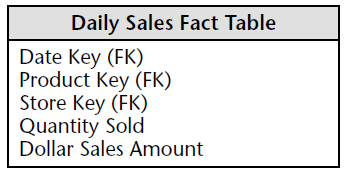 Daily Sales Fact Table
Date Key (FK)
Product Key (FK)
Store Key (FK)
Quantity Sold
Dollar Sales Amount